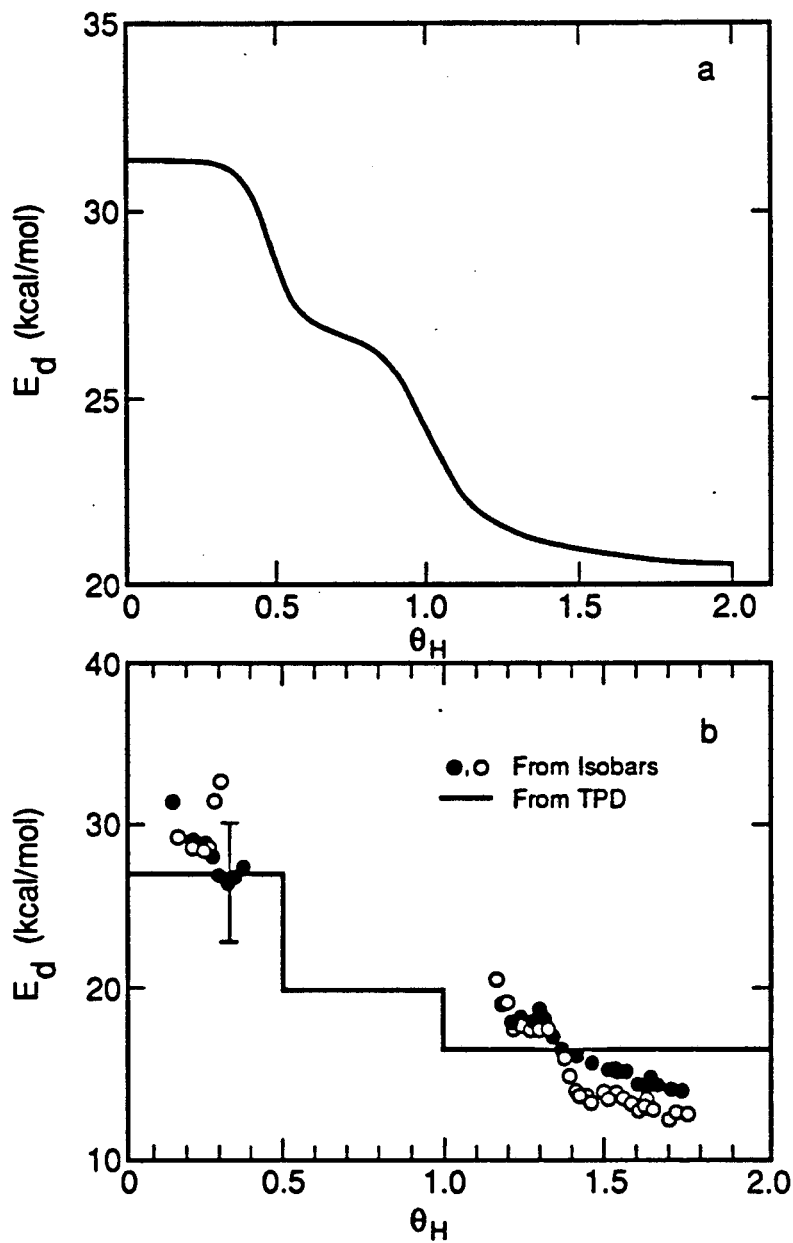 35
a
30
25
20
E_d (kcal/mol)
0 0.5 1.0 1.5 2.0
θ_H
40
b
●,○ From Isobars
— From TPD
30
20
10
E_d (kcal/mol)
0 0.5 1.0 1.5 2.0
θ_H